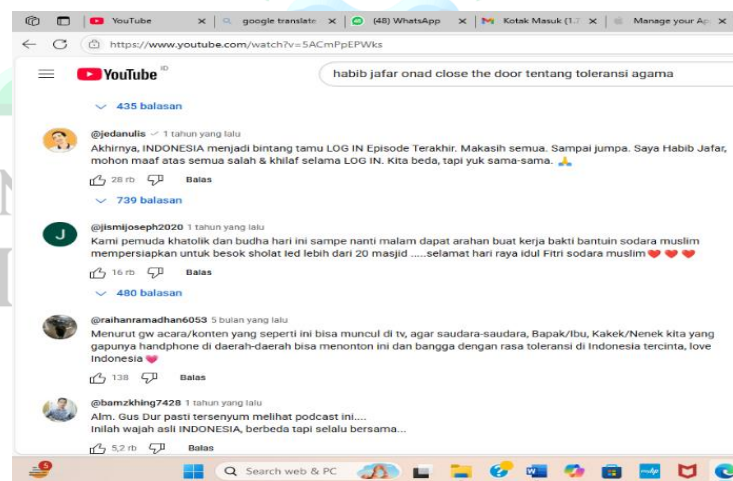 YouTube
google translate
(48) WhatsApp
Kotak Masuk (1.
Manage your Ap
https://www.youtube.com/watch?v=5ACmPpEPWks
YouTube ID
habib jafar onad close the door tentang toleransi agama
435 balasan
@jedanulis 1 tahun yang lalu
Akhirnya, INDONESIA menjadi bintang tamu LOG IN Episode Terakhir. Makasih semua. Sampai jumpa. Saya Habib Jafar,
mohon maaf atas semua salah & khilaf selama LOG IN. Kita beda, tapi yuk sama-sama. 🙏
28 rb Balas
739 balasan
J
@jismijoseph2020 1 tahun yang lalu
Kami pemuda khatolik dan budha hari ini sampe nanti malam dapat arahan buat kerja bakti bantuin sodara muslim
mempersiapkan untuk besok sholat Ied lebih dari 20 masjid .....selamat hari raya idul Fitri sodara muslim❤️ ❤️ ❤️
16 rb Balas
480 balasan
@raihanramadhan6053 5 bulan yang lalu
Menurut gw acara/konten yang seperti ini bisa muncul di tv, agar saudara-saudara, Bapak/Ibu, Kakek/Nenek kita yang
gapunya handphone di daerah-daerah bisa menonton ini dan bangga dengan rasa toleransi di Indonesia tercinta, love
Indonesia 💗
138 Balas
@bamzkhing7428 1 tahun yang lalu
Alm. Gus Dur pasti tersenyum melihat podcast ini....
Inilah wajah asli INDONESIA, berbeda tapi selalu bersama...
5,2 rb Balas
5
Search web & PC